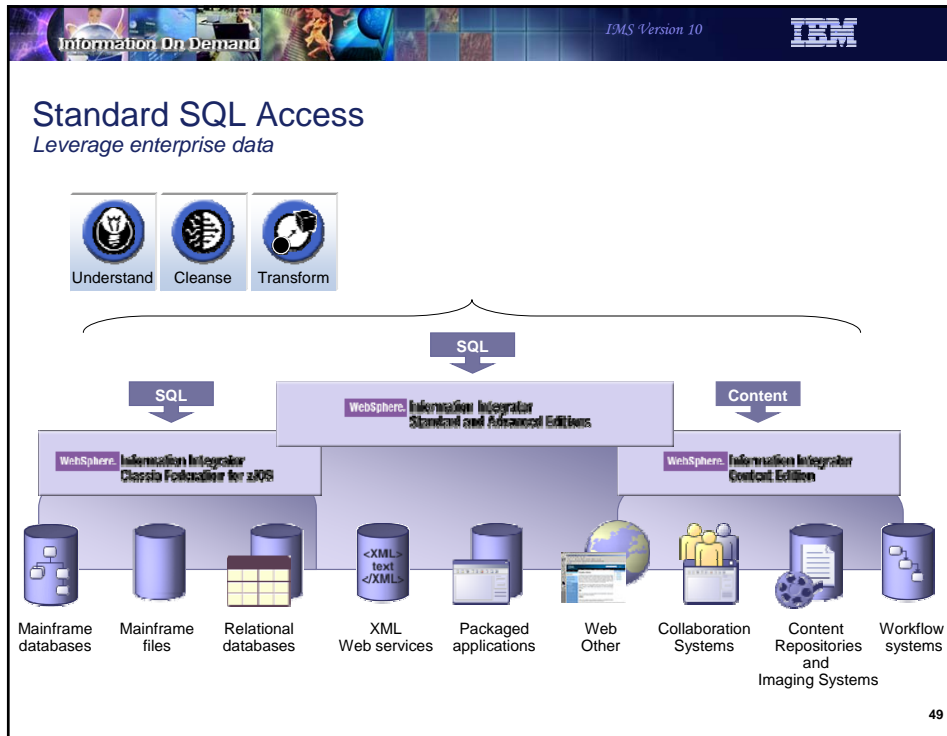 Information On Demand
IMS Version 10
IBM
Standard SQL Access
Leverage enterprise data
Understand
Cleanse
Transform
SQL
SQL
Content
WebSphere. Information Integrator
Standard and Advanced Editions
WebSphere. Information Integrator
Classic Federation for z/OS
WebSphere. Information Integrator
Content Edition
<XML>
text
</XML>
Mainframe
databases
Mainframe
files
Relational
databases
XML
Web services
Packaged
applications
Web
Other
Collaboration
Systems
Content
Repositories
and
Imaging Systems
Workflow
systems
49